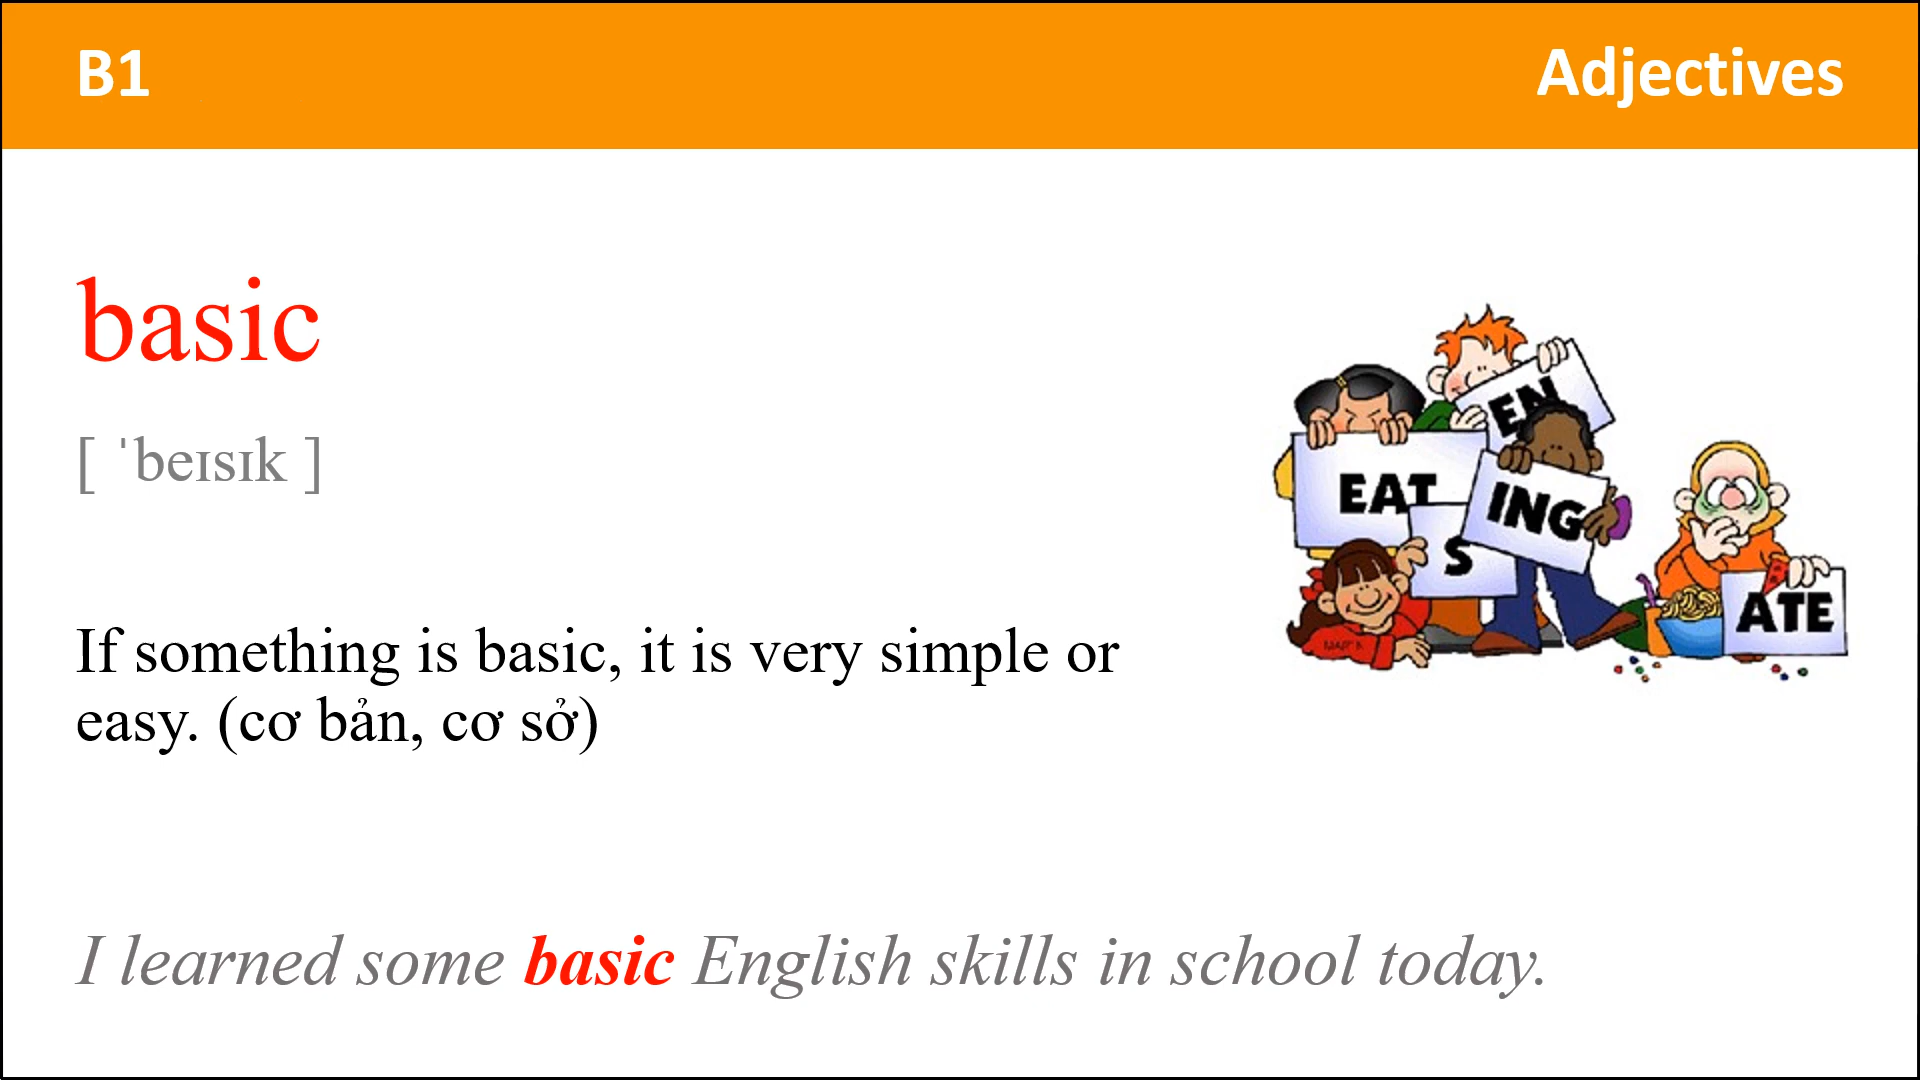 B1 Adjectives
basic
[ ˈbeɪsɪk ]
EN
EAT
ING
S
ATE
If something is basic, it is very simple or
easy. (cơ bản, cơ sở)
I learned some basic English skills in school today.